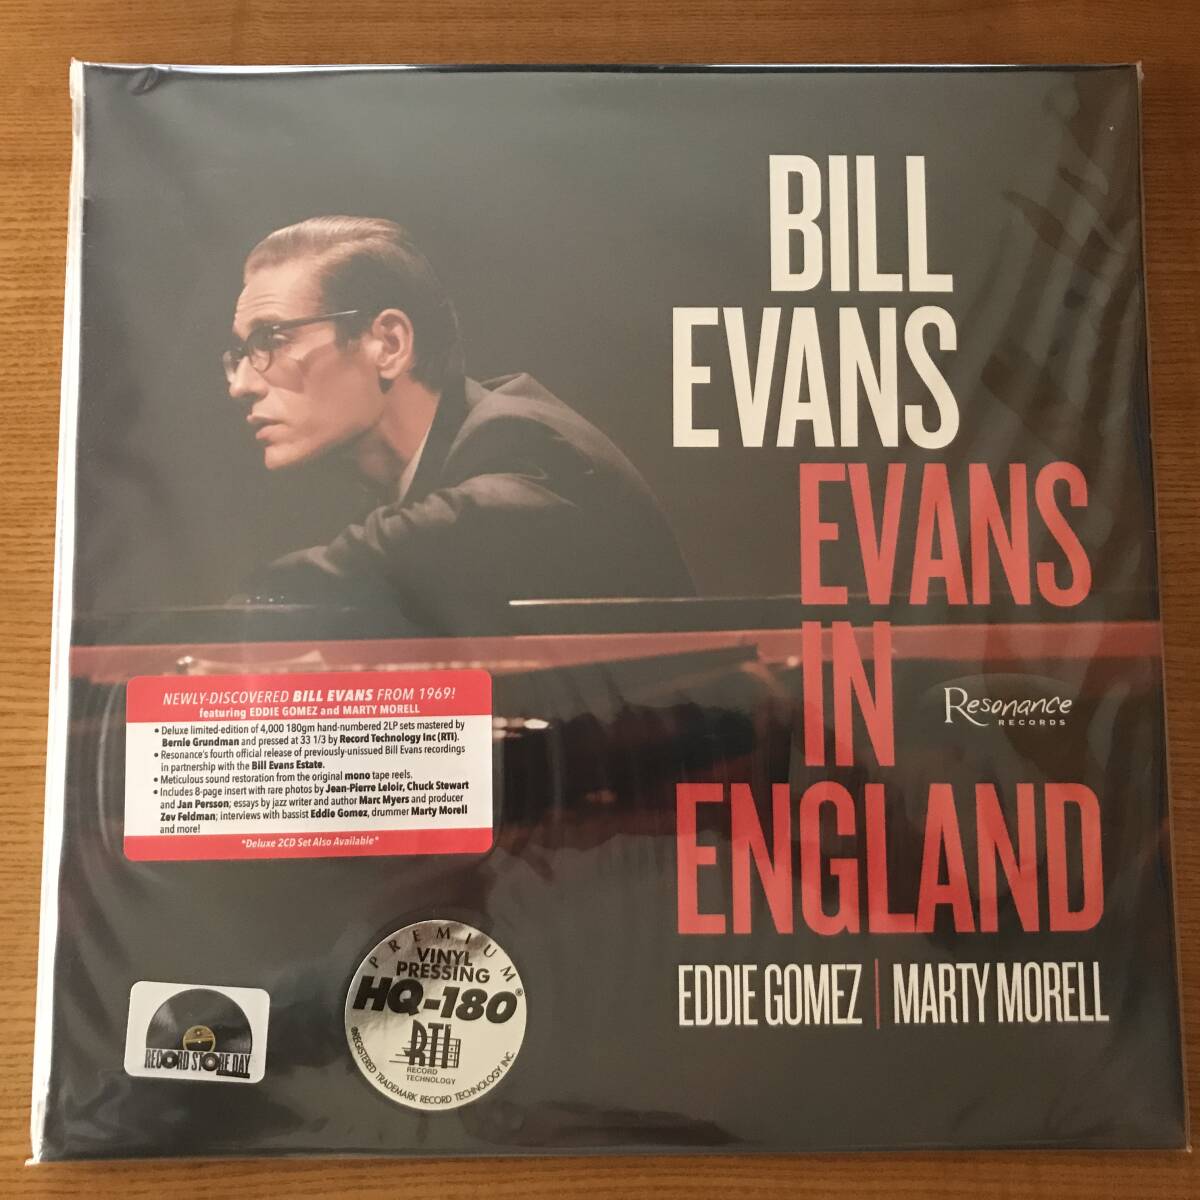 BILL
EVANS
EVANS
IN
ENGLAND
Resonance
RECORDS
EDDIE GOMEZ | MARTY MORELL
NEWLY-DISCOVERED BILL EVANS FROM 1969!
featuring EDDIE GOMEZ and MARTY MORELL
• Deluxe limited-edition of 4,000 180gm hand-numbered 2LP sets mastered by
Bernie Grundman and pressed at 33 1/3 by Record Technology Inc (RTI).
• Resonance's fourth official release of previously-unissued Bill Evans recordings
in partnership with the Bill Evans Estate.
• Meticulous sound restoration from the original mono tape reels.
• Includes 8-page insert with rare photos by Jean-Pierre Leloir, Chuck Stewart
and Jan Persson; essays by jazz writer and author Marc Myers and producer
Zev Feldman; interviews with bassist Eddie Gomez, drummer Marty Morell
and more!
*Deluxe 2CD Set Also Available*
RECORD STORE DAY
PREMIUM
VINYL
PRESSING
HQ-180®
RTI
RECORD
TECHNOLOGY
®REGISTERED TRADEMARK RECORD TECHNOLOGY INC.